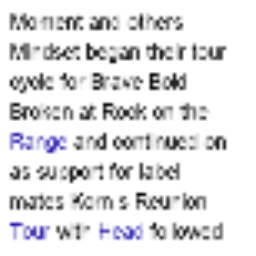 Moment and others
Mindset began their tour
cycle for Brave Bold
Broken at Rock on the
Range and continued on
as support for label
mates Korn s Reunion
Tour with Head followed